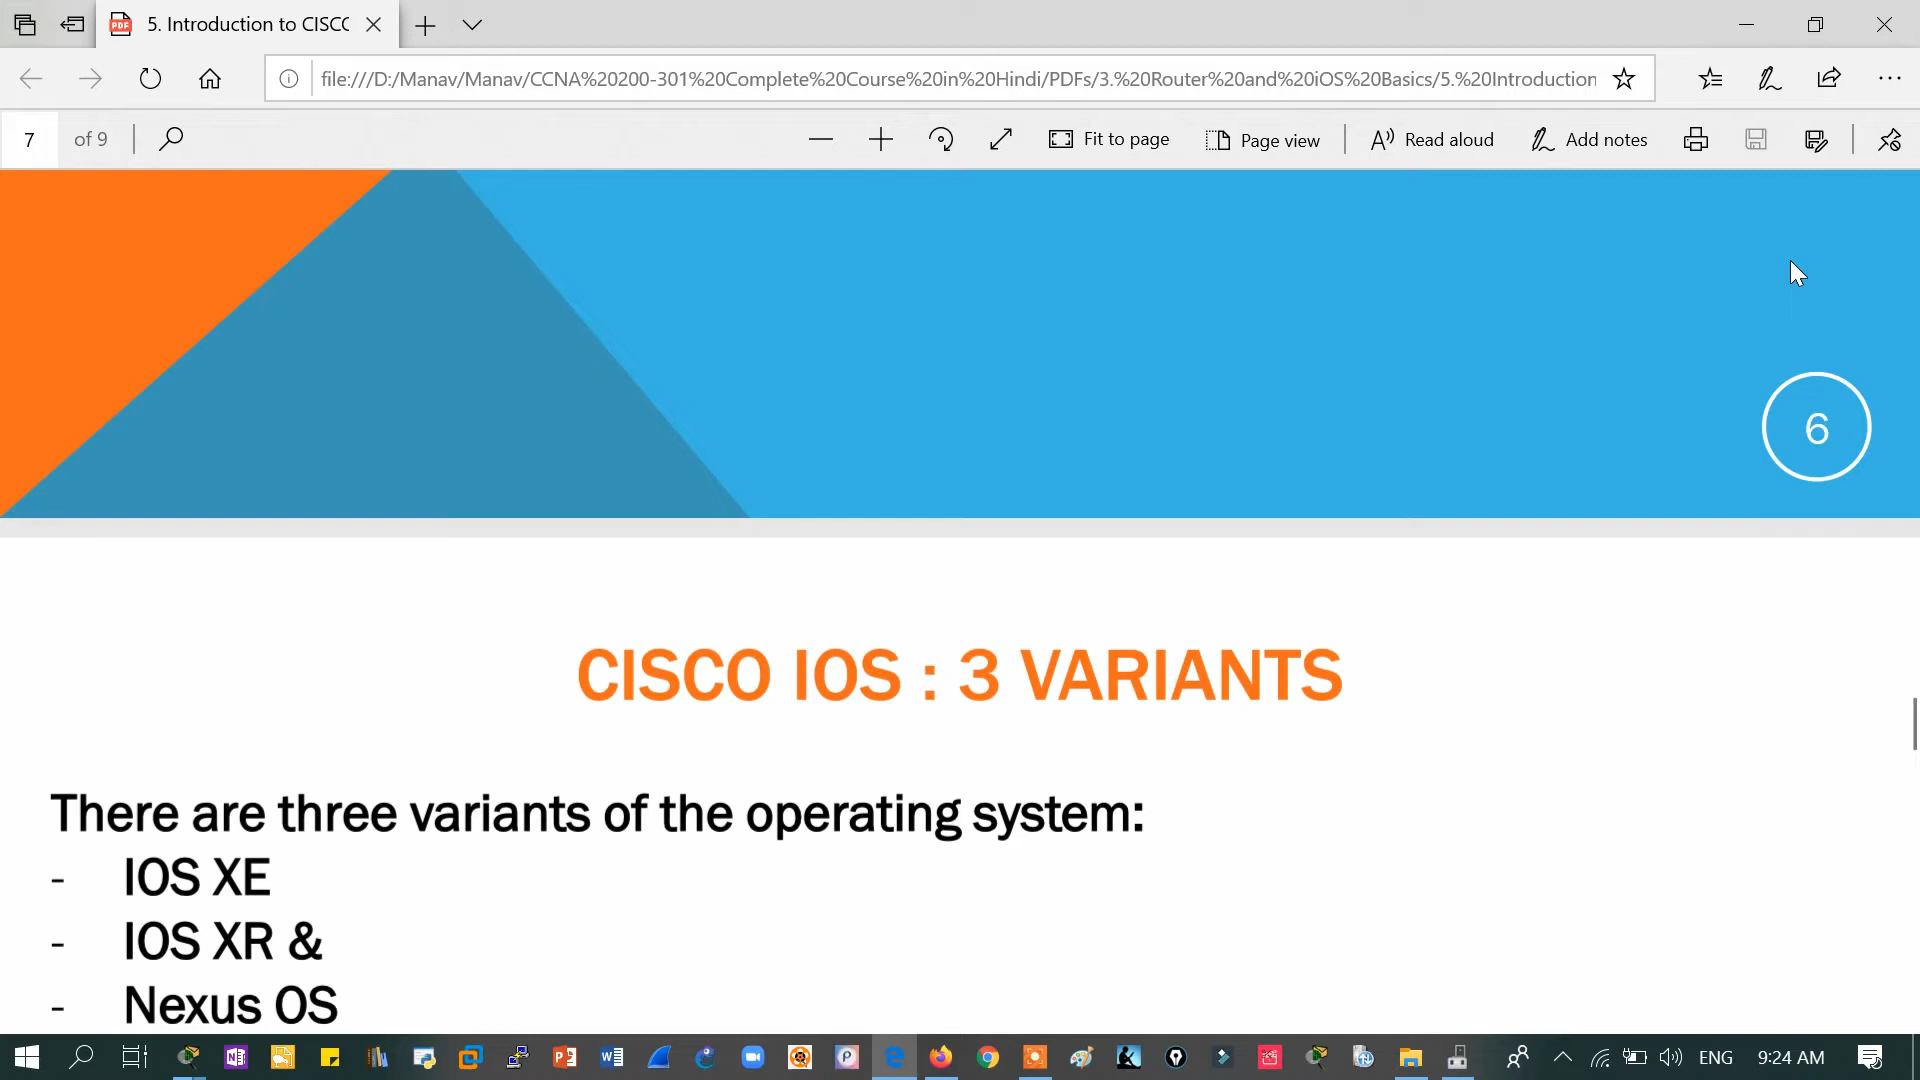 5. Introduction to CISCO
file:///D:/Manav/Manav/CCNA%20200-301%20Complete%20Course%20in%20Hindi/PDFs/3.%20Router%20and%20iOS%20Basics/5.%20Introduction
7 of 9
Fit to page
Page view
Read aloud
Add notes
6
CISCO IOS : 3 VARIANTS
There are three variants of the operating system:
- IOS XE
- IOS XR &
- Nexus OS
ENG
9:24 AM